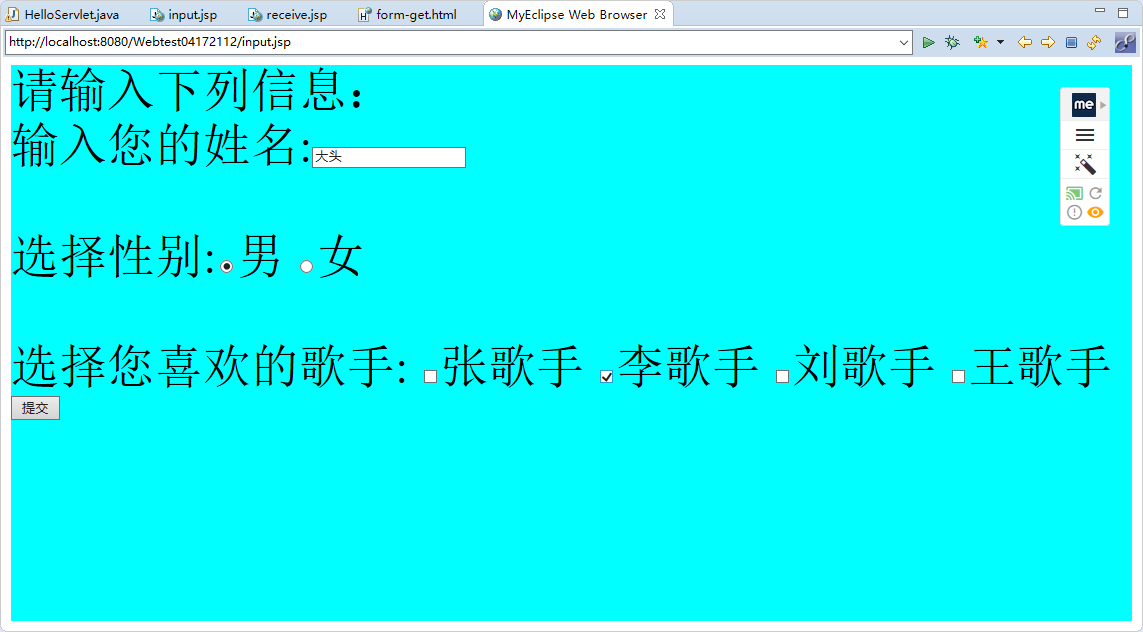 HelloServlet.java input.jsp receive.jsp form-get.html MyEclipse Web Browser
http://localhost:8080/Webtest04172112/input.jsp
me
请输入下列信息：
输入您的姓名:大头
选择性别:男 女
选择您喜欢的歌手: 张歌手 李歌手 刘歌手 王歌手
提交